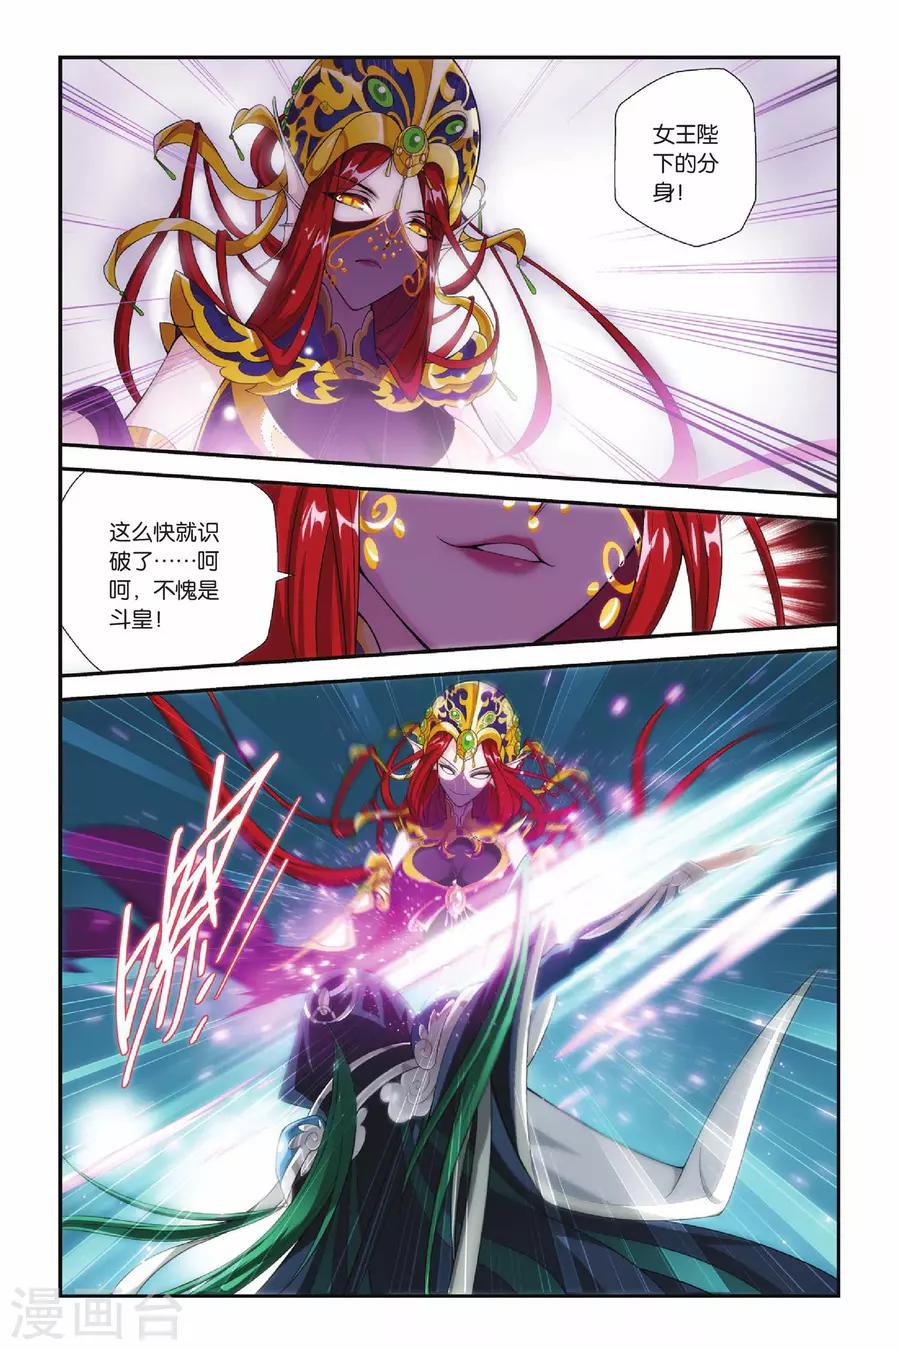 女王陛
下的分
身！
这么快就识
破了……呵
呵，不愧是
斗皇！
漫画台